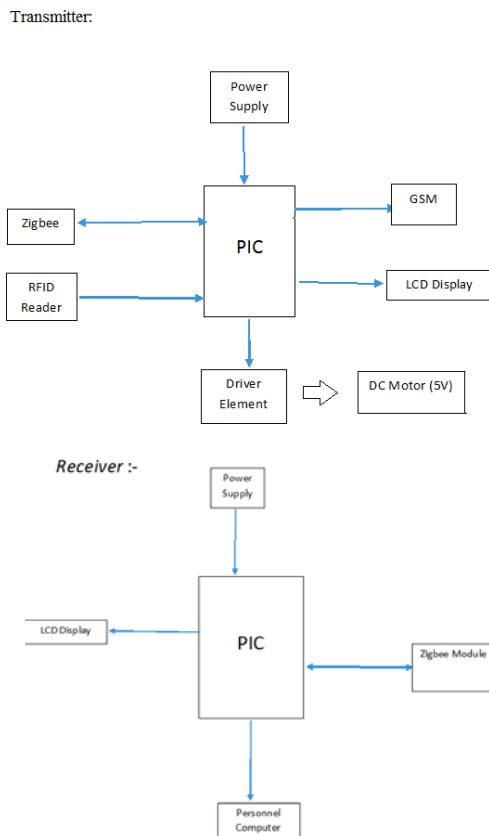 Transmitter:
Power
Supply
GSM
Zigbee
PIC
RFID
Reader
LCD Display
Driver
Element
DC Motor (5V)
Receiver :-
Power
Supply
LCD Display
PIC
Zigbee Module
Personnel
Computer